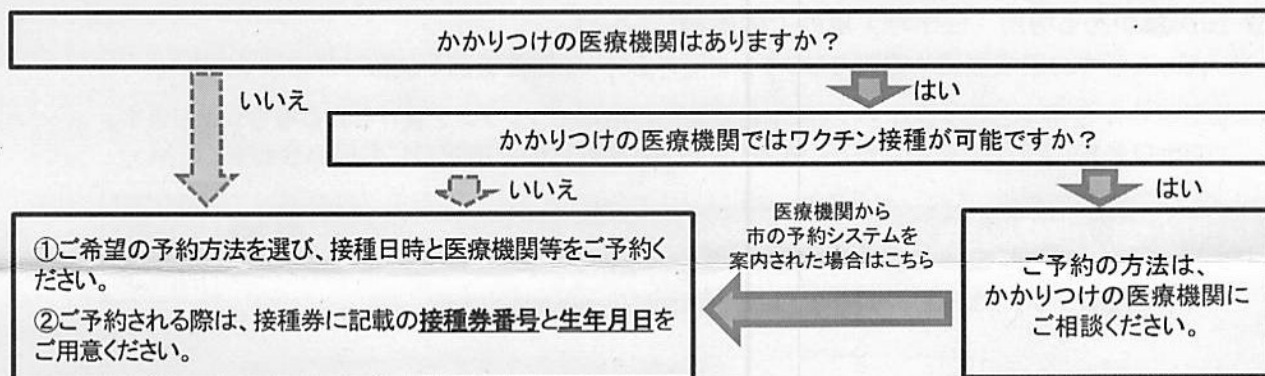 かかりつけの医療機関はありますか？
いいえ
はい
かかりつけの医療機関ではワクチン接種が可能ですか？
いいえ
はい
①ご希望の予約方法を選び、接種日時と医療機関等をご予約く
ださい。
②ご予約される際は、接種券に記載の接種券番号と生年月日を
ご用意ください。
医療機関から
市の予約システムを
案内された場合はこちら
ご予約の方法は、
かかりつけの医療機関に
ご相談ください。